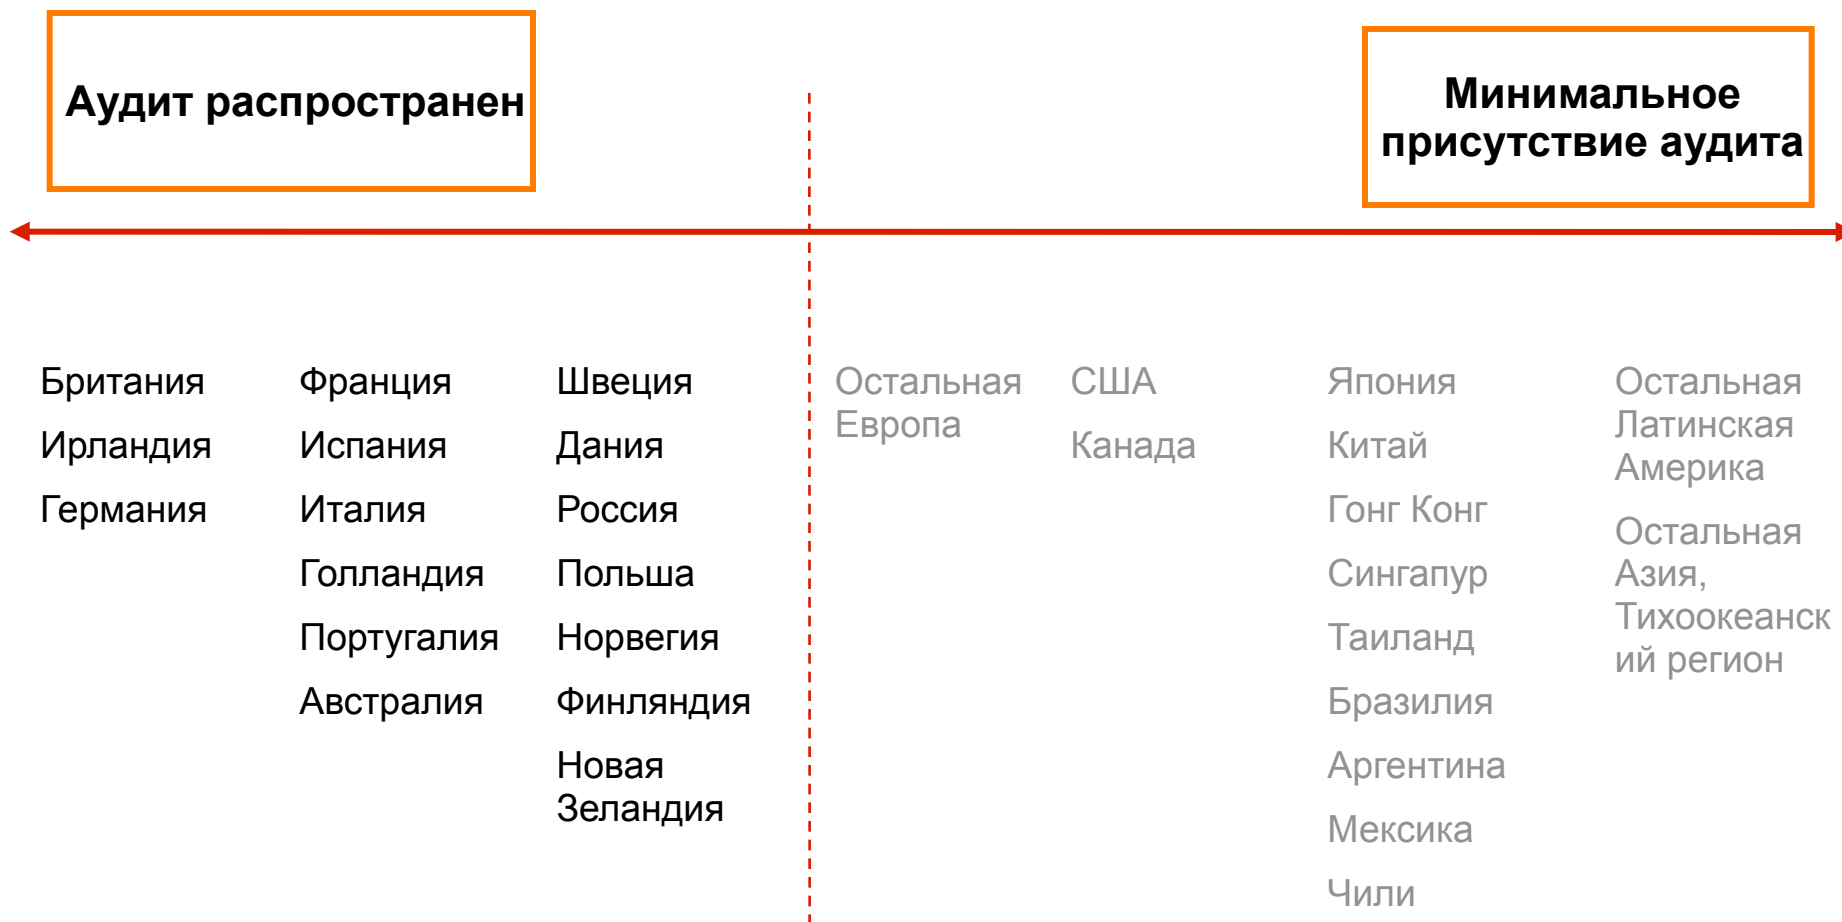 Аудит распространен
Минимальное
присутствие аудита
Британия
Ирландия
Германия
Франция
Испания
Италия
Голландия
Португалия
Австралия
Швеция
Дания
Россия
Польша
Норвегия
Финляндия
Новая
Зеландия
Остальная
Европа
США
Канада
Япония
Китай
Гонг Конг
Сингапур
Таиланд
Бразилия
Аргентина
Мексика
Чили
Остальная
Латинская
Америка
Остальная
Азия,
Тихоокеанск
ий регион